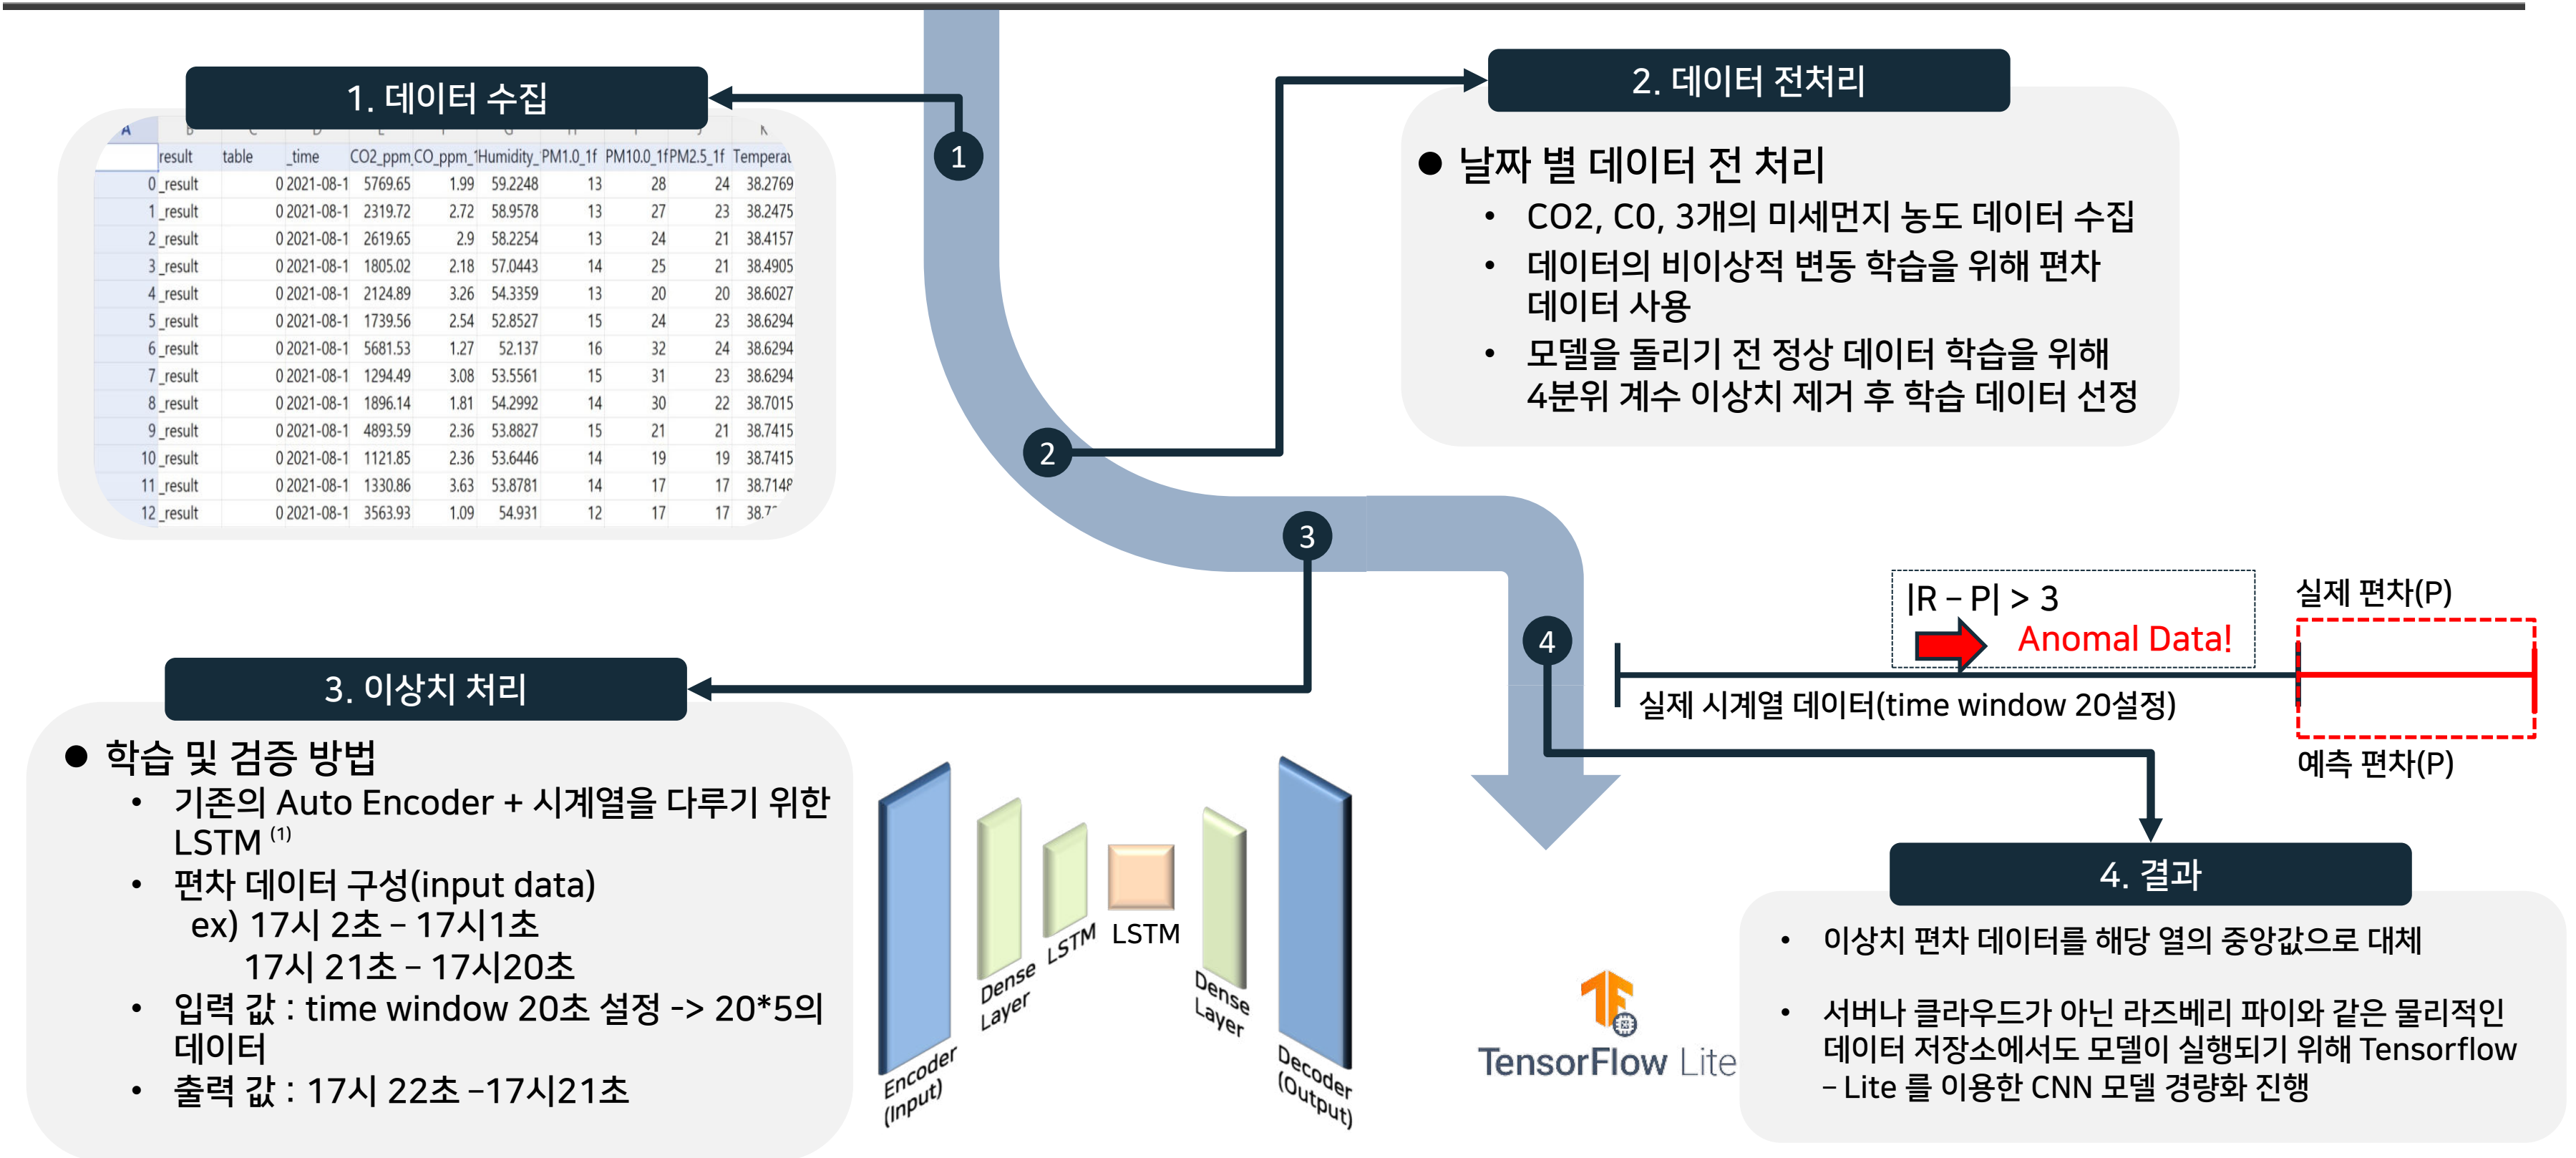 1. 데이터 수집
A B C D E F G H I J K
result table _time CO2_ppm_ CO_ppm_1 Humidity_ PM1.0_1f PM10.0_1f PM2.5_1f Temperat
0 _result 0 2021-08-1 5769.65 1.99 59.2248 13 28 24 38.2769
1 _result 0 2021-08-1 2319.72 2.72 58.9578 13 27 23 38.2475
2 _result 0 2021-08-1 2619.65 2.9 58.2254 13 24 21 38.4157
3 _result 0 2021-08-1 1805.02 2.18 57.0443 14 25 21 38.4905
4 _result 0 2021-08-1 2124.89 3.26 54.3359 13 20 20 38.6027
5 _result 0 2021-08-1 1739.56 2.54 52.8527 15 24 23 38.6294
6 _result 0 2021-08-1 5681.53 1.27 52.137 16 32 24 38.6294
7 _result 0 2021-08-1 1294.49 3.08 53.5561 15 31 23 38.6294
8 _result 0 2021-08-1 1896.14 1.81 54.2992 14 30 22 38.7015
9 _result 0 2021-08-1 4893.59 2.36 53.8827 15 21 21 38.7415
10 _result 0 2021-08-1 1121.85 2.36 53.6446 14 19 19 38.7415
11 _result 0 2021-08-1 1330.86 3.63 53.8781 14 17 17 38.7148
12 _result 0 2021-08-1 3563.93 1.09 54.931 12 17 17
1
2. 데이터 전처리
● 날짜 별 데이터 전 처리
• CO2, C0, 3개의 미세먼지 농도 데이터 수집
• 데이터의 비이상적 변동 학습을 위해 편차
데이터 사용
• 모델을 돌리기 전 정상 데이터 학습을 위해
4분위 계수 이상치 제거 후 학습 데이터 선정
2
3
3. 이상치 처리
● 학습 및 검증 방법
• 기존의 Auto Encoder + 시계열을 다루기 위한
LSTM (1)
• 편차 데이터 구성(input data)
ex) 17시 2초 – 17시1초
17시 21초 – 17시20초
• 입력 값 : time window 20초 설정 -> 20*5의
데이터
• 출력 값 : 17시 22초 –17시21초
Encoder
(Input)
Dense
Layer
LSTM
LSTM
Dense
Layer
Decoder
(Output)
4
|R – P| > 3
Anomal Data!
실제 편차(P)
실제 시계열 데이터(time window 20설정)
예측 편차(P)
TensorFlow Lite
4. 결과
• 이상치 편차 데이터를 해당 열의 중앙값으로 대체
• 서버나 클라우드가 아닌 라즈베리 파이와 같은 물리적인
데이터 저장소에서도 모델이 실행되기 위해 Tensorflow
– Lite 를 이용한 CNN 모델 경량화 진행